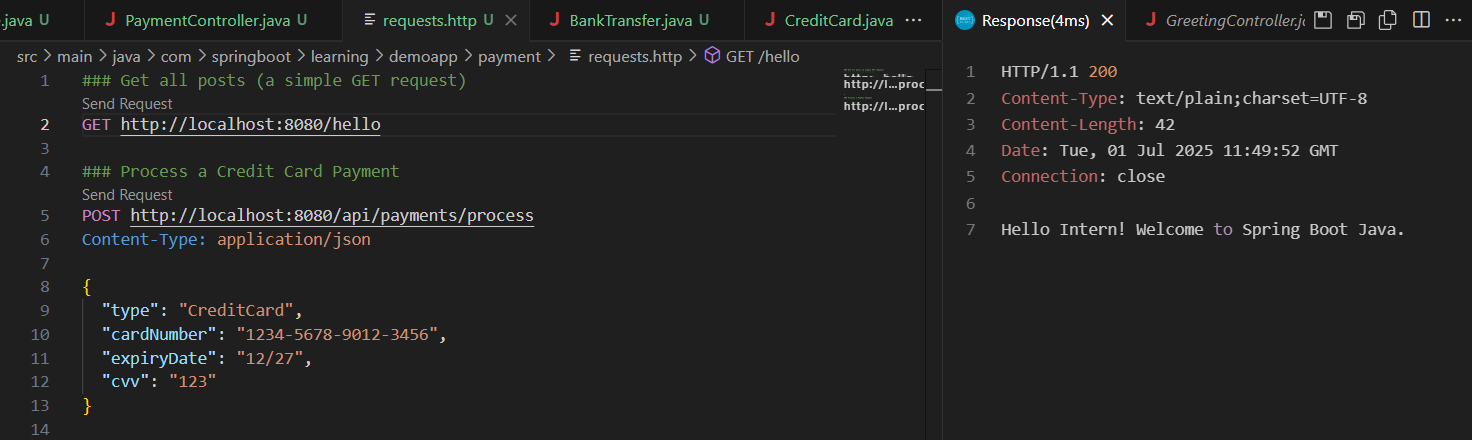 .java U
PaymentController.java U
requests.http U
BankTransfer.java U
CreditCard.java
src > main > java > com > springboot > learning > demoapp > payment > requests.http > GET /hello
1 ### Get all posts (a simple GET request)
Send Request
2 GET http://localhost:8080/hello
3
4 ### Process a Credit Card Payment
Send Request
5 POST http://localhost:8080/api/payments/process
6 Content-Type: application/json
7
8 {
9 "type": "CreditCard",
10 "cardNumber": "1234-5678-9012-3456",
11 "expiryDate": "12/27",
12 "cvv": "123"
13 }
14
http://l...proc
http://l...proc
Response(4ms)
GreetingController.j
1 HTTP/1.1 200
2 Content-Type: text/plain;charset=UTF-8
3 Content-Length: 42
4 Date: Tue, 01 Jul 2025 11:49:52 GMT
5 Connection: close
6
7 Hello Intern! Welcome to Spring Boot Java.